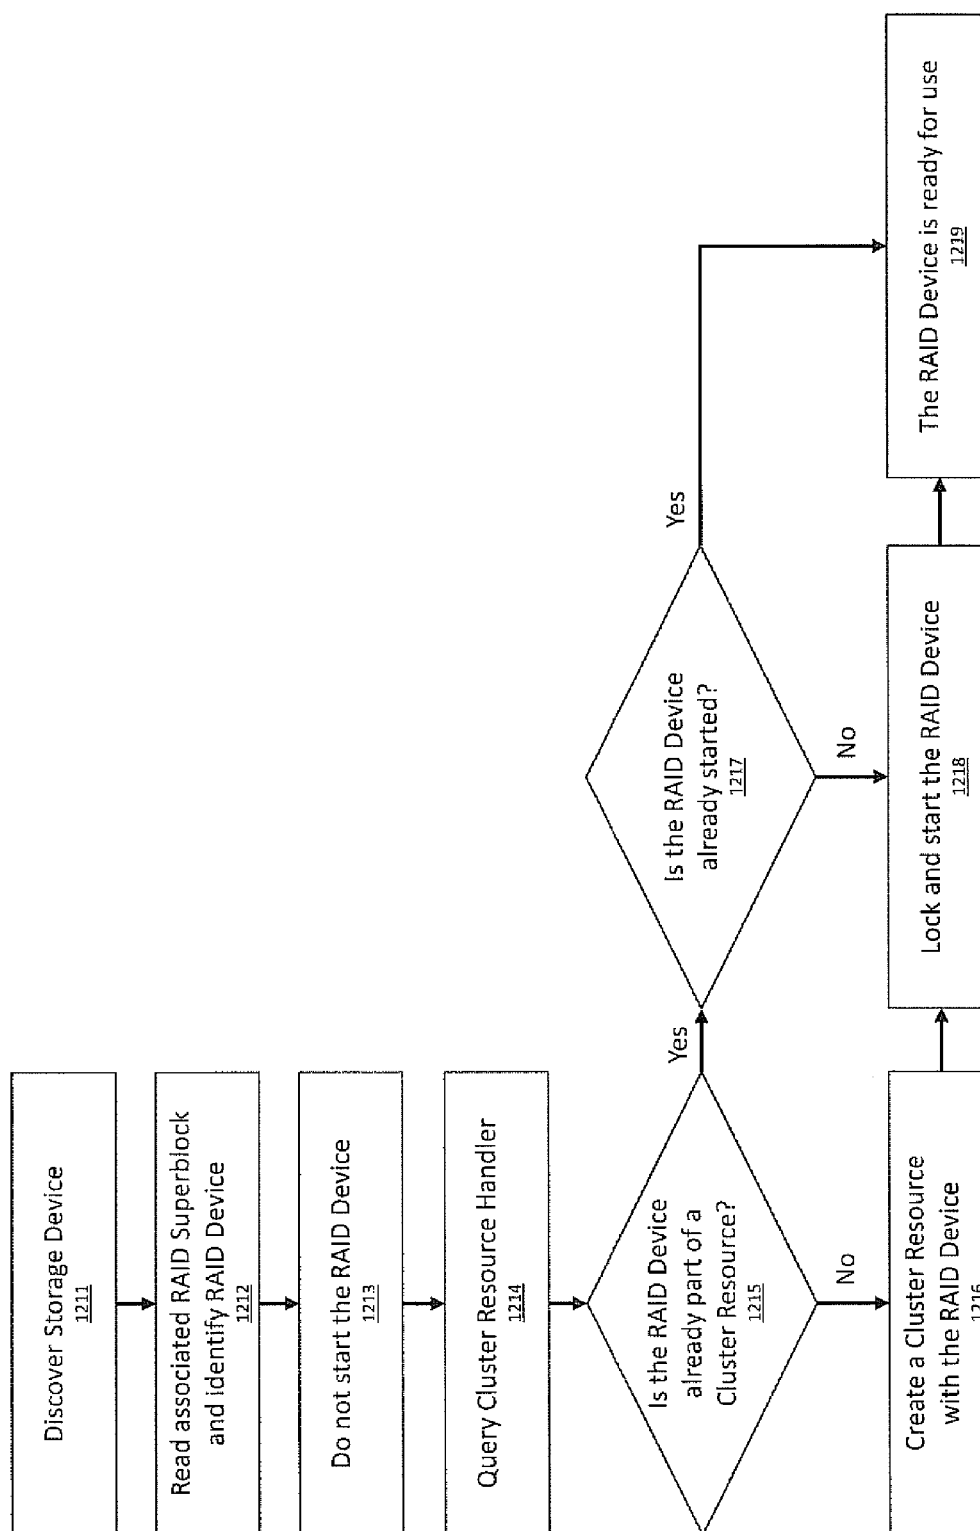 Discover Storage Device
1211
Read associated RAID Superblock
and identify RAID Device
1212
Do not start the RAID Device
1213
Query Cluster Resource Handler
1214
Is the RAID Device
already part of a
Cluster Resource?
1215
Yes
No
Create a Cluster Resource
with the RAID Device
1216
Is the RAID Device
already started?
1217
Yes
No
Lock and start the RAID Device
1218
The RAID Device is ready for use
1219